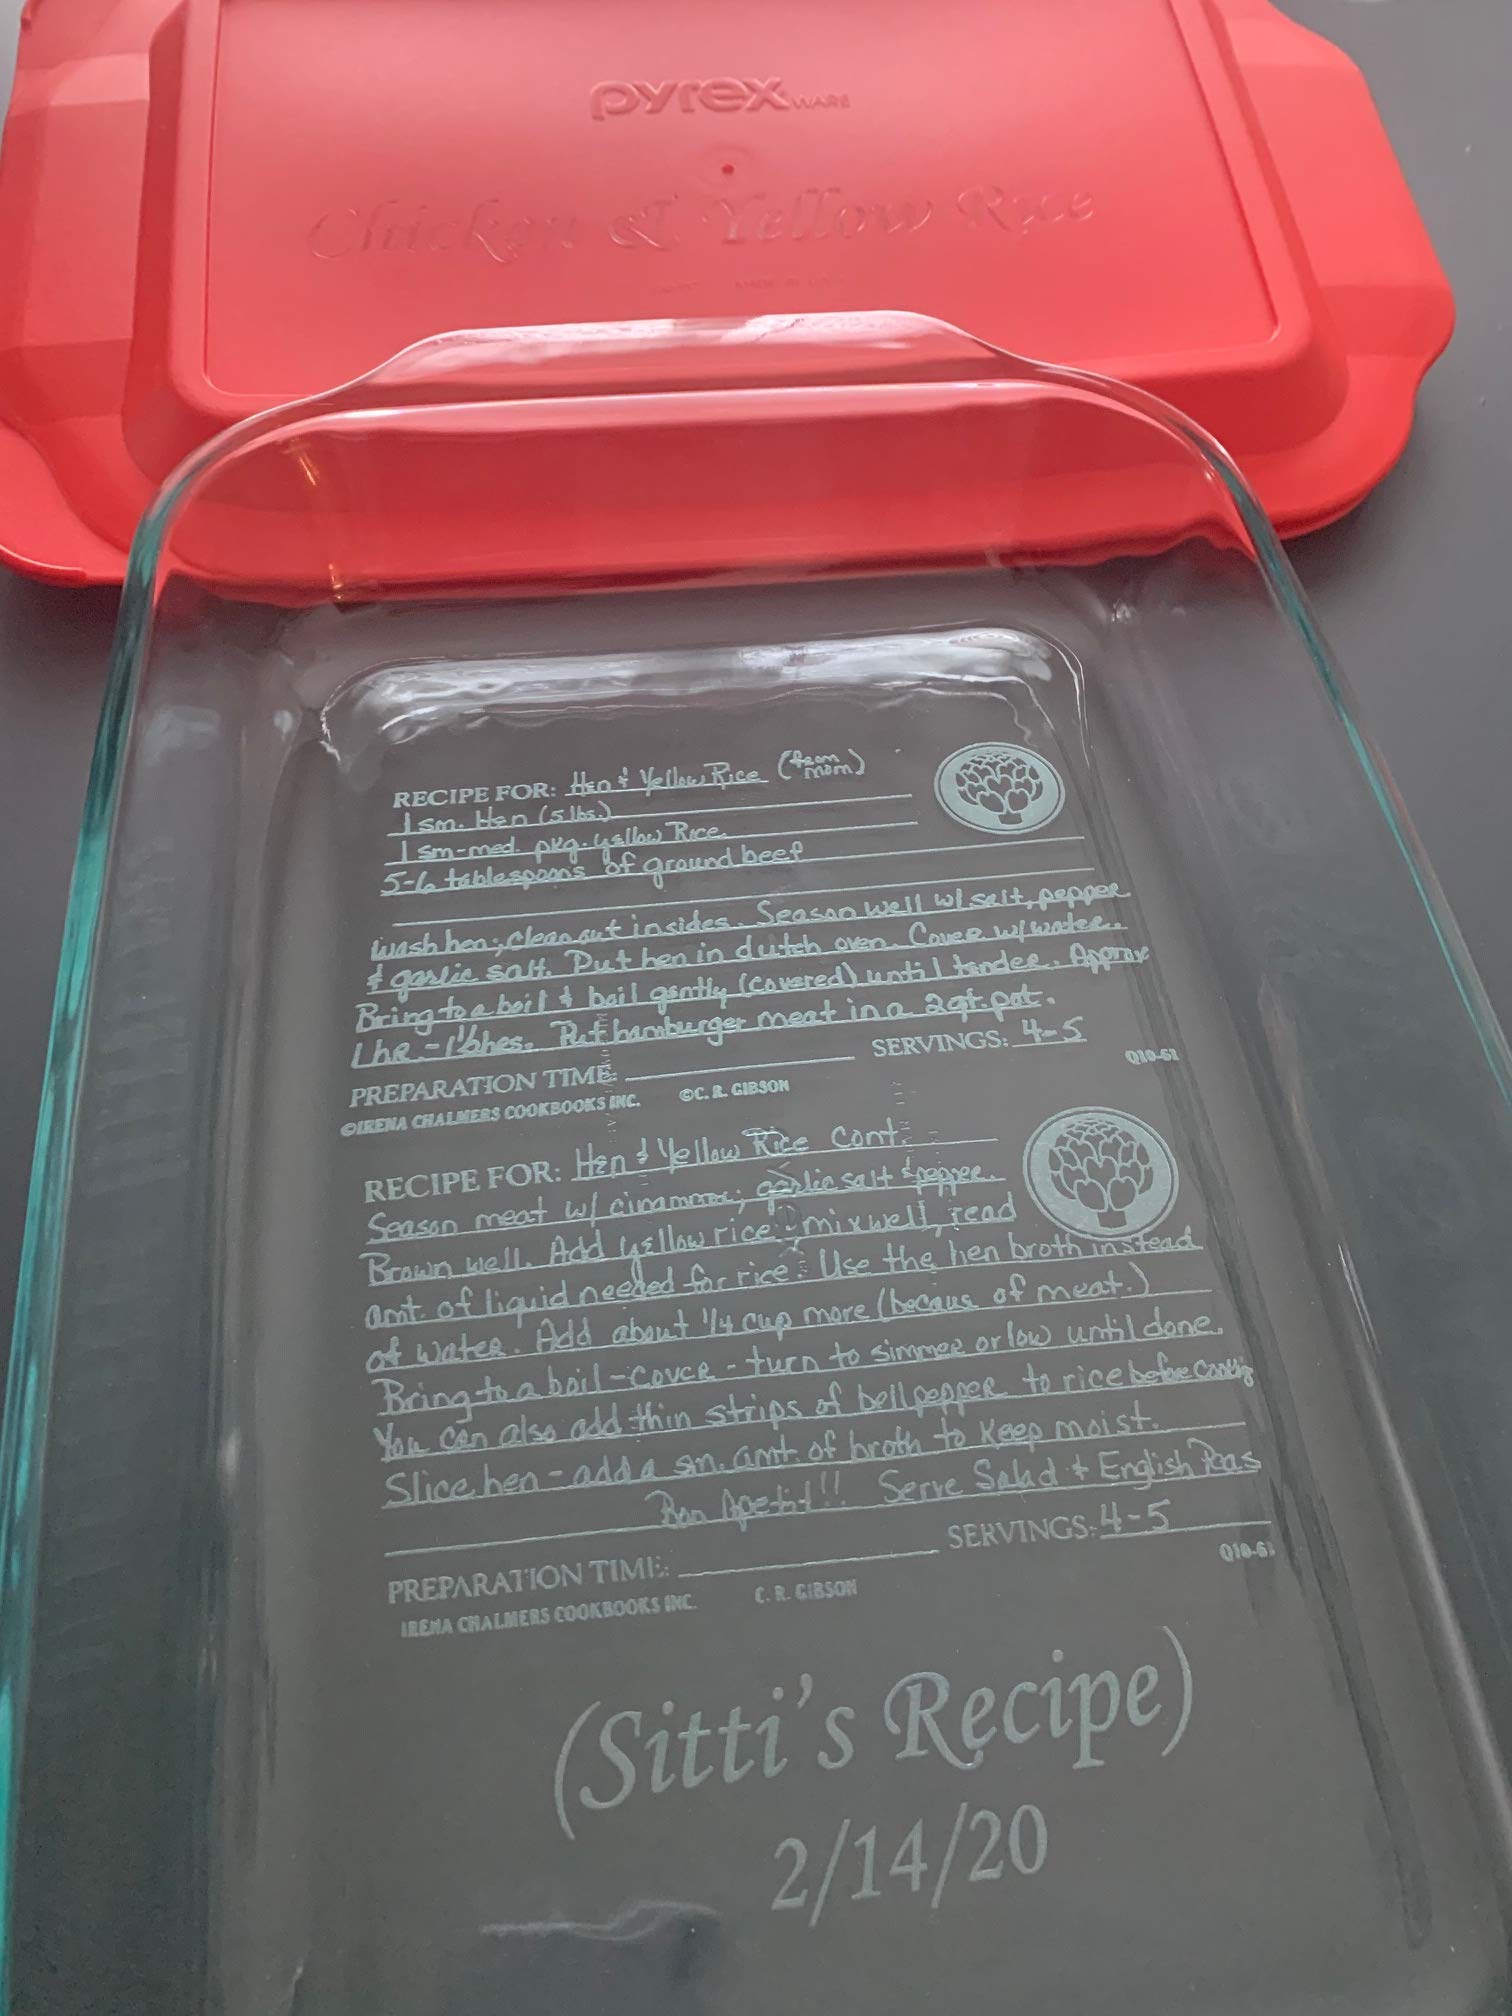 pyrex WARE
Chicken & Yellow Rice
RECIPE FOR: Hen & Yellow Rice (from mom)
1 sm. Hen (5 lbs.)
1 sm-med. pkg. yellow Rice
5-6 tablespoons of ground beef
Wash hen; clean out insides. Season well w/ salt, pepper
& garlic salt. Put hen in dutch oven. Cover w/ water.
Bring to a boil & boil gently (covered) until tender. Approx
1 hr - 1½ hrs. Put hamburger meat in a 2 qt. pot.
SERVINGS: 4-5
PREPARATION TIME:
Q10-61
©IRENA CHALMERS COOKBOOKS INC. ©C. R. GIBSON
RECIPE FOR: Hen & Yellow Rice Cont.
Season meat w/ cinammon; garlic salt & pepper.
Brown well. Add yellow rice, mix well, read
amt. of liquid needed for rice. Use the hen broth instead
of water. Add about 1/4 cup more (becaus of meat.)
Bring to a boil - cover - turn to simmer or low until done.
You can also add thin strips of bell pepper to rice before cooking
Slice hen - add a sm. amt. of broth to keep moist.
Bon Apetit!! Serve Salad & English Peas
SERVINGS: 4-5
PREPARATION TIME:
Q10-61
IRENA CHALMERS COOKBOOKS INC. C. R. GIBSON
(Sitti's Recipe)
2/14/20